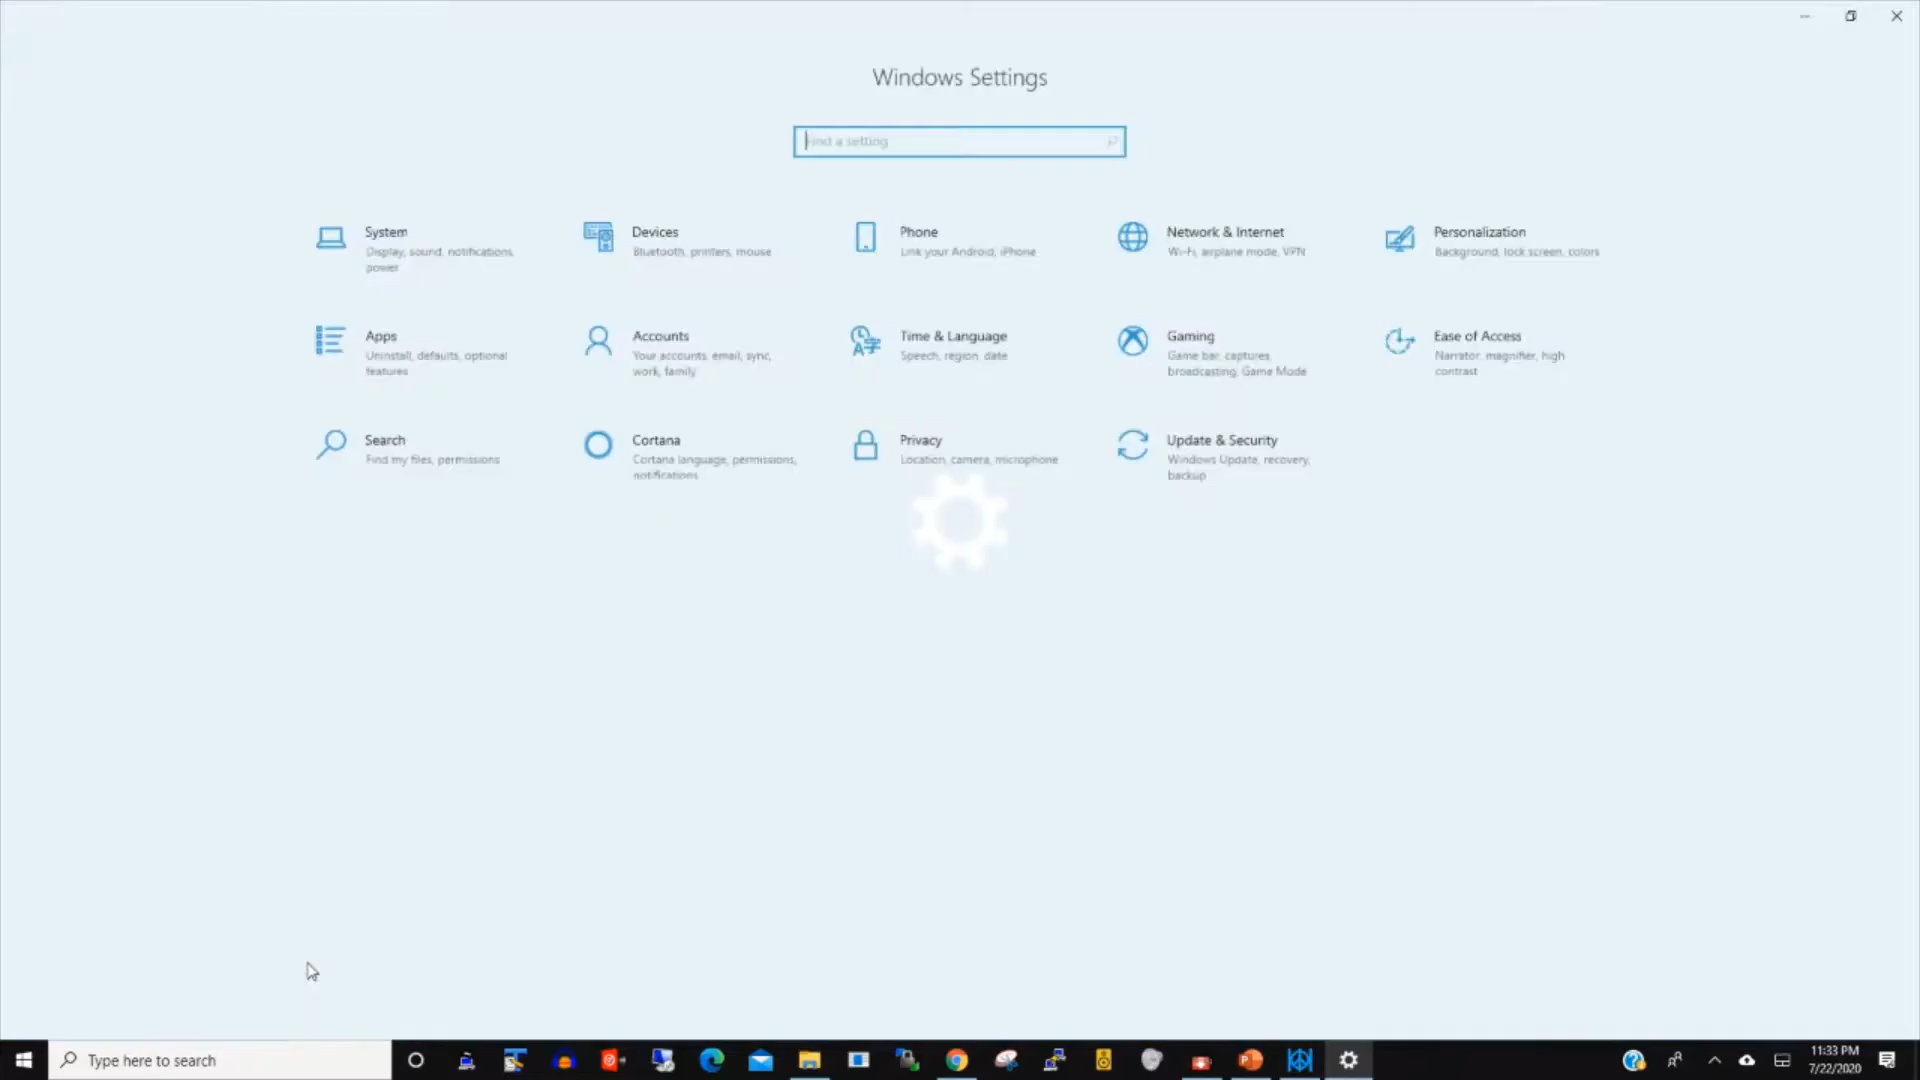 Windows Settings
Find a setting
System
Display, sound, notifications,
power
Devices
Bluetooth, printers, mouse
Phone
Link your Android, iPhone
Network & Internet
Wi-Fi, airplane mode, VPN
Personalization
Background, lock screen, colors
Apps
Uninstall, defaults, optional
features
Accounts
Your accounts, email, sync,
work, family
Time & Language
Speech, region, date
Gaming
Game bar, captures,
broadcasting, Game Mode
Ease of Access
Narrator, magnifier, high
contrast
Search
Find my files, permissions
Cortana
Cortana language, permissions,
notifications
Privacy
Location, camera, microphone
Update & Security
Windows Update, recovery,
backup
Type here to search
11:33 PM
7/22/2020